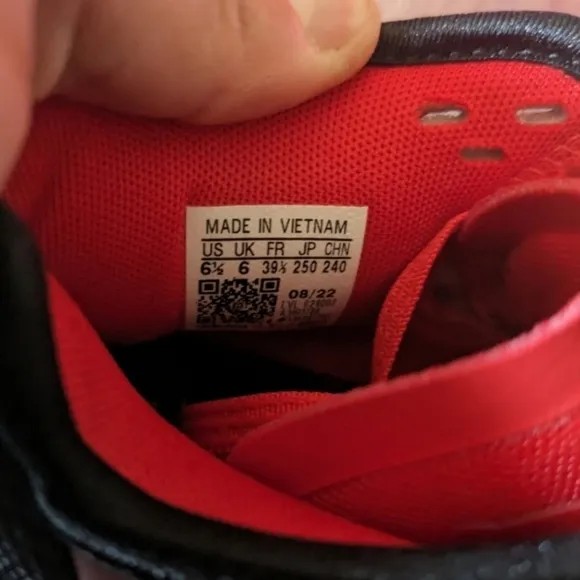 MADE IN VIETNAM
US UK FR JP CHN
6½ 6 39⅓ 250 240
08/22